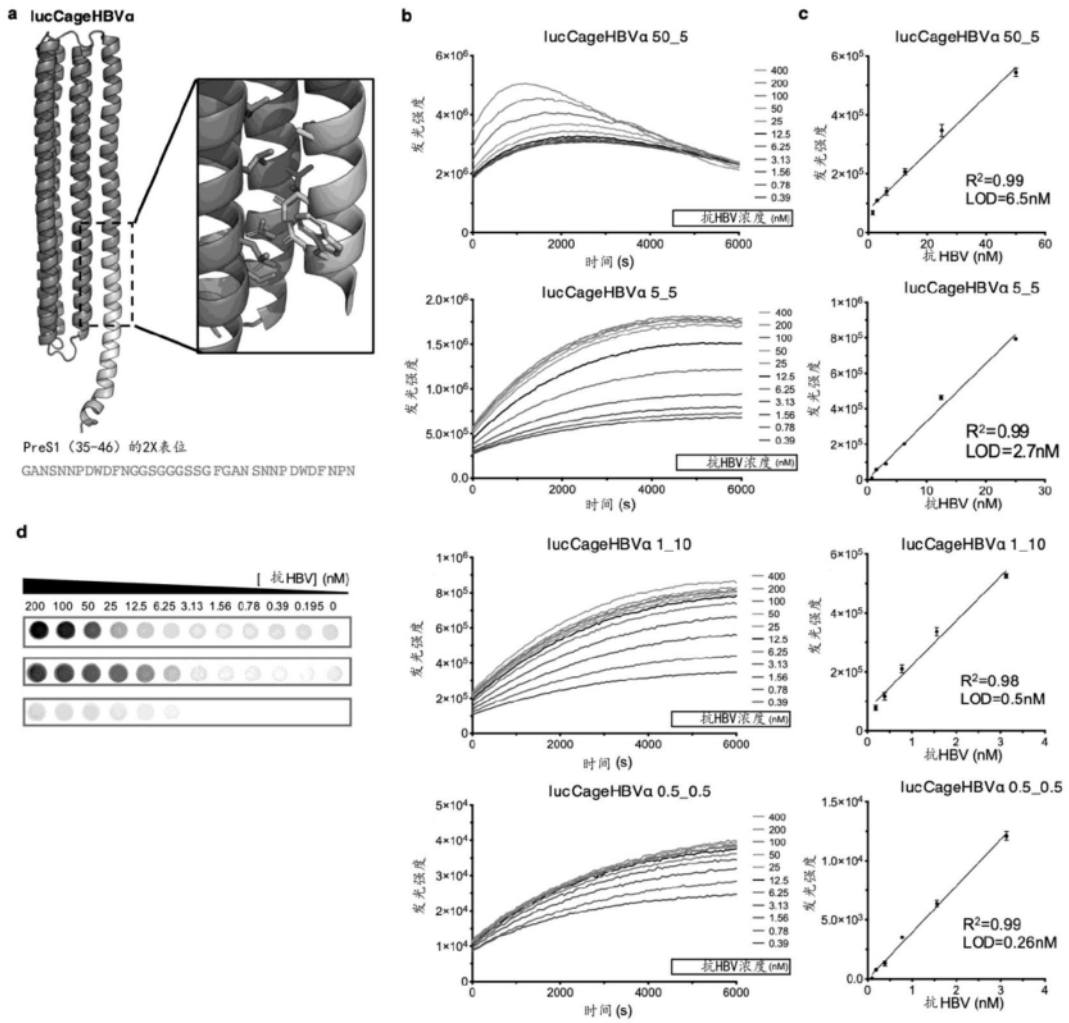 a
lucCageHBVα
PreS1 (35-46) 的2X表位
GANSNNPDWDFNGGSGGGSSGFGANSNNPDWDFNPN
b
lucCageHBVα 50_5
发光强度
6×10⁶
4×10⁶
2×10⁶
0
0
2000
4000
6000
时间 (s)
400
200
100
50
25
12.5
6.25
3.13
1.56
0.78
0.39
抗HBV浓度 (nM)
lucCageHBVα 5_5
发光强度
2.0×10⁶
1.5×10⁶
1.0×10⁶
5.0×10⁵
0.0
0
2000
4000
6000
时间 (s)
400
200
100
50
25
12.5
6.25
3.13
1.56
0.78
0.39
抗HBV浓度 (nM)
lucCageHBVα 1_10
发光强度
1×10⁶
8×10⁵
6×10⁵
4×10⁵
2×10⁵
0
0
2000
4000
6000
时间 (s)
400
200
100
50
25
12.5
6.25
3.13
1.56
0.78
0.39
抗HBV浓度 (nM)
lucCageHBVα 0.5_0.5
发光强度
5×10⁴
4×10⁴
3×10⁴
2×10⁴
1×10⁴
0
0
2000
4000
6000
时间 (s)
400
200
100
50
25
12.5
6.25
3.13
1.56
0.78
0.39
抗HBV浓度 (nM)
c
lucCageHBVα 50_5
发光强度
6×10⁵
4×10⁵
2×10⁵
0
R²=0.99
LOD=6.5nM
0
20
40
60
抗HBV (nM)
lucCageHBVα 5_5
发光强度
1×10⁶
8×10⁵
6×10⁵
4×10⁵
2×10⁵
0
R²=0.99
LOD=2.7nM
0
10
20
30
抗HBV (nM)
lucCageHBVα 1_10
发光强度
6×10⁵
4×10⁵
2×10⁵
0
R²=0.98
LOD=0.5nM
0
1
2
3
4
抗HBV (nM)
lucCageHBVα 0.5_0.5
发光强度
1.5×10⁴
1.0×10⁴
5.0×10³
0.0
R²=0.99
LOD=0.26nM
0
1
2
3
4
抗HBV (nM)
d
[抗HBV] (nM)
200 100 50 25 12.5 6.25 3.13 1.56 0.78 0.39 0.195 0